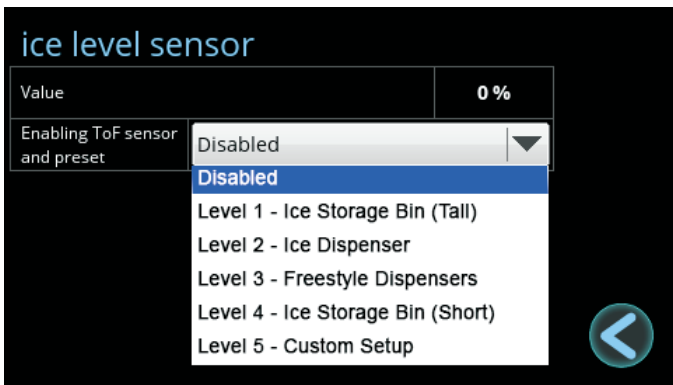 ice level sensor
Value
0 %
Enabling ToF sensor
and preset
Disabled
Disabled
Level 1 - Ice Storage Bin (Tall)
Level 2 - Ice Dispenser
Level 3 - Freestyle Dispensers
Level 4 - Ice Storage Bin (Short)
Level 5 - Custom Setup